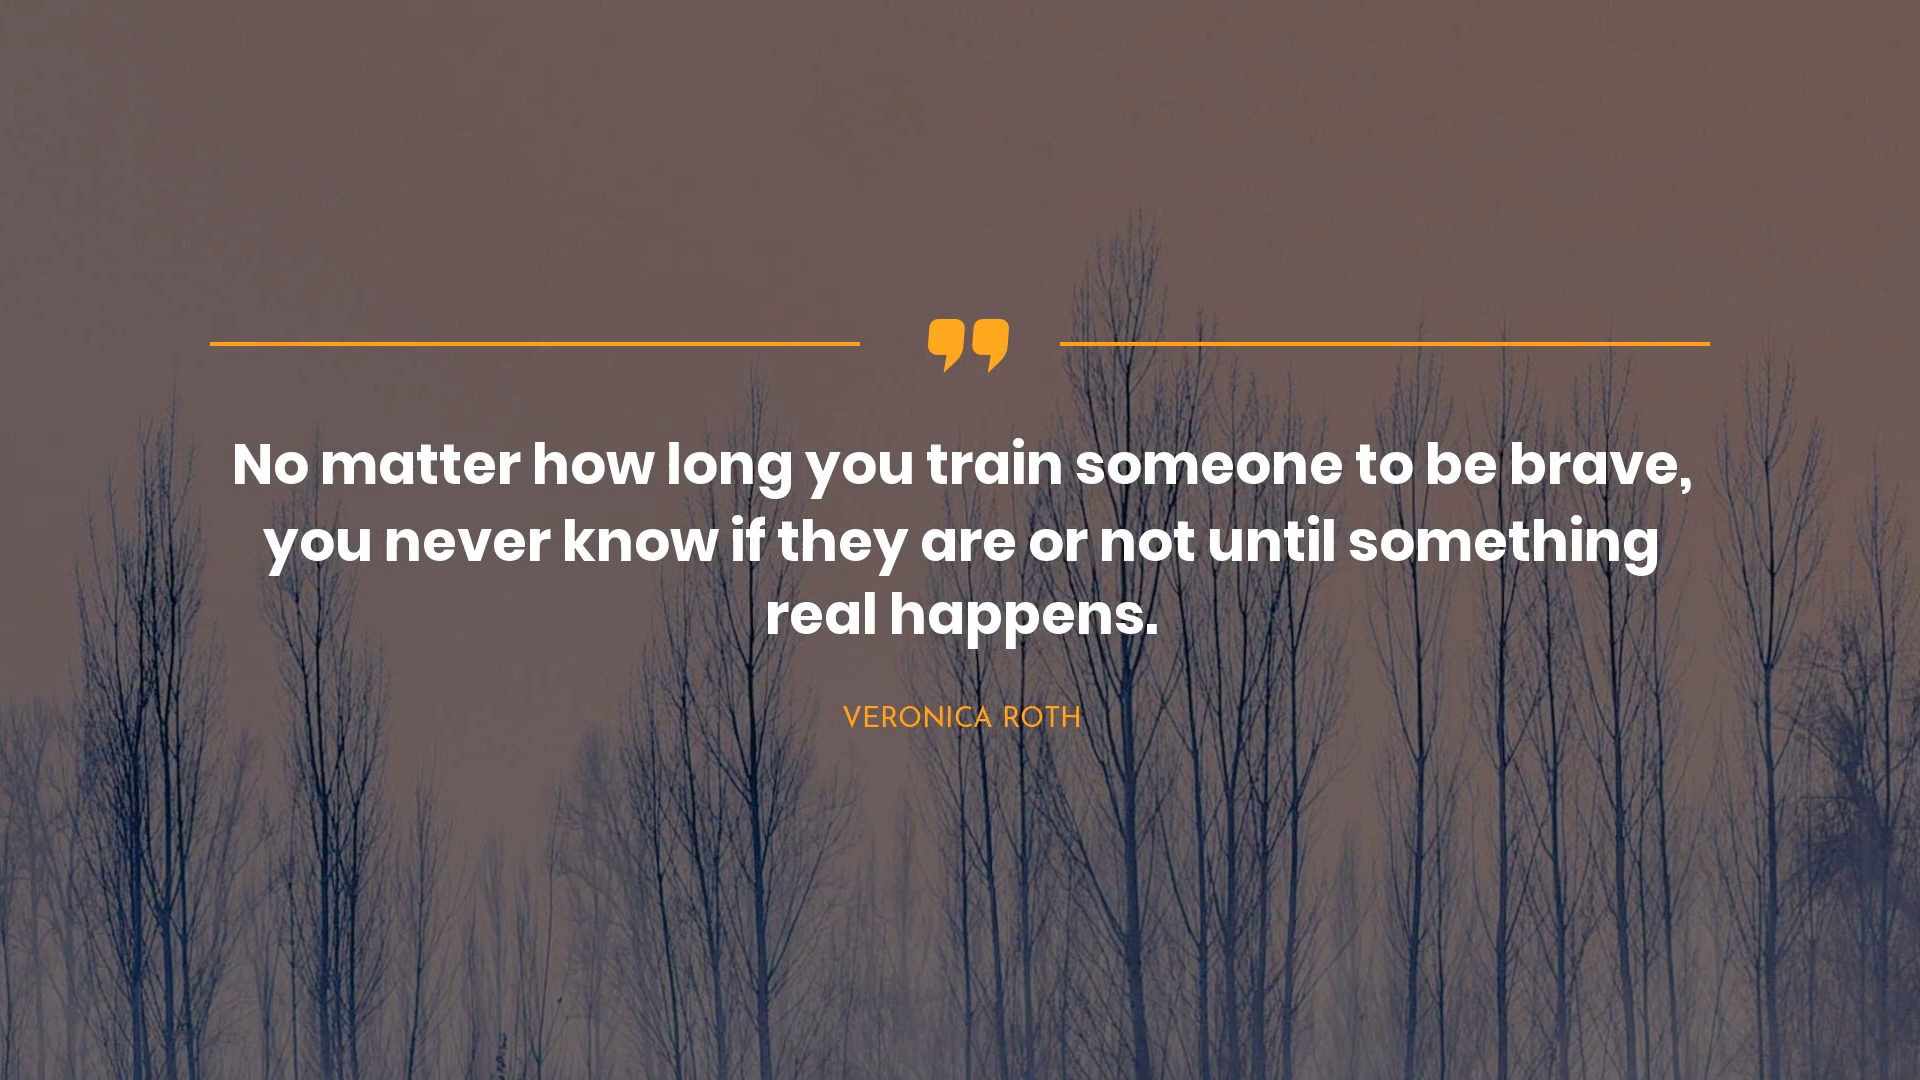 No matter how long you train someone to be brave,
you never know if they are or not until something
real happens.
VERONICA ROTH